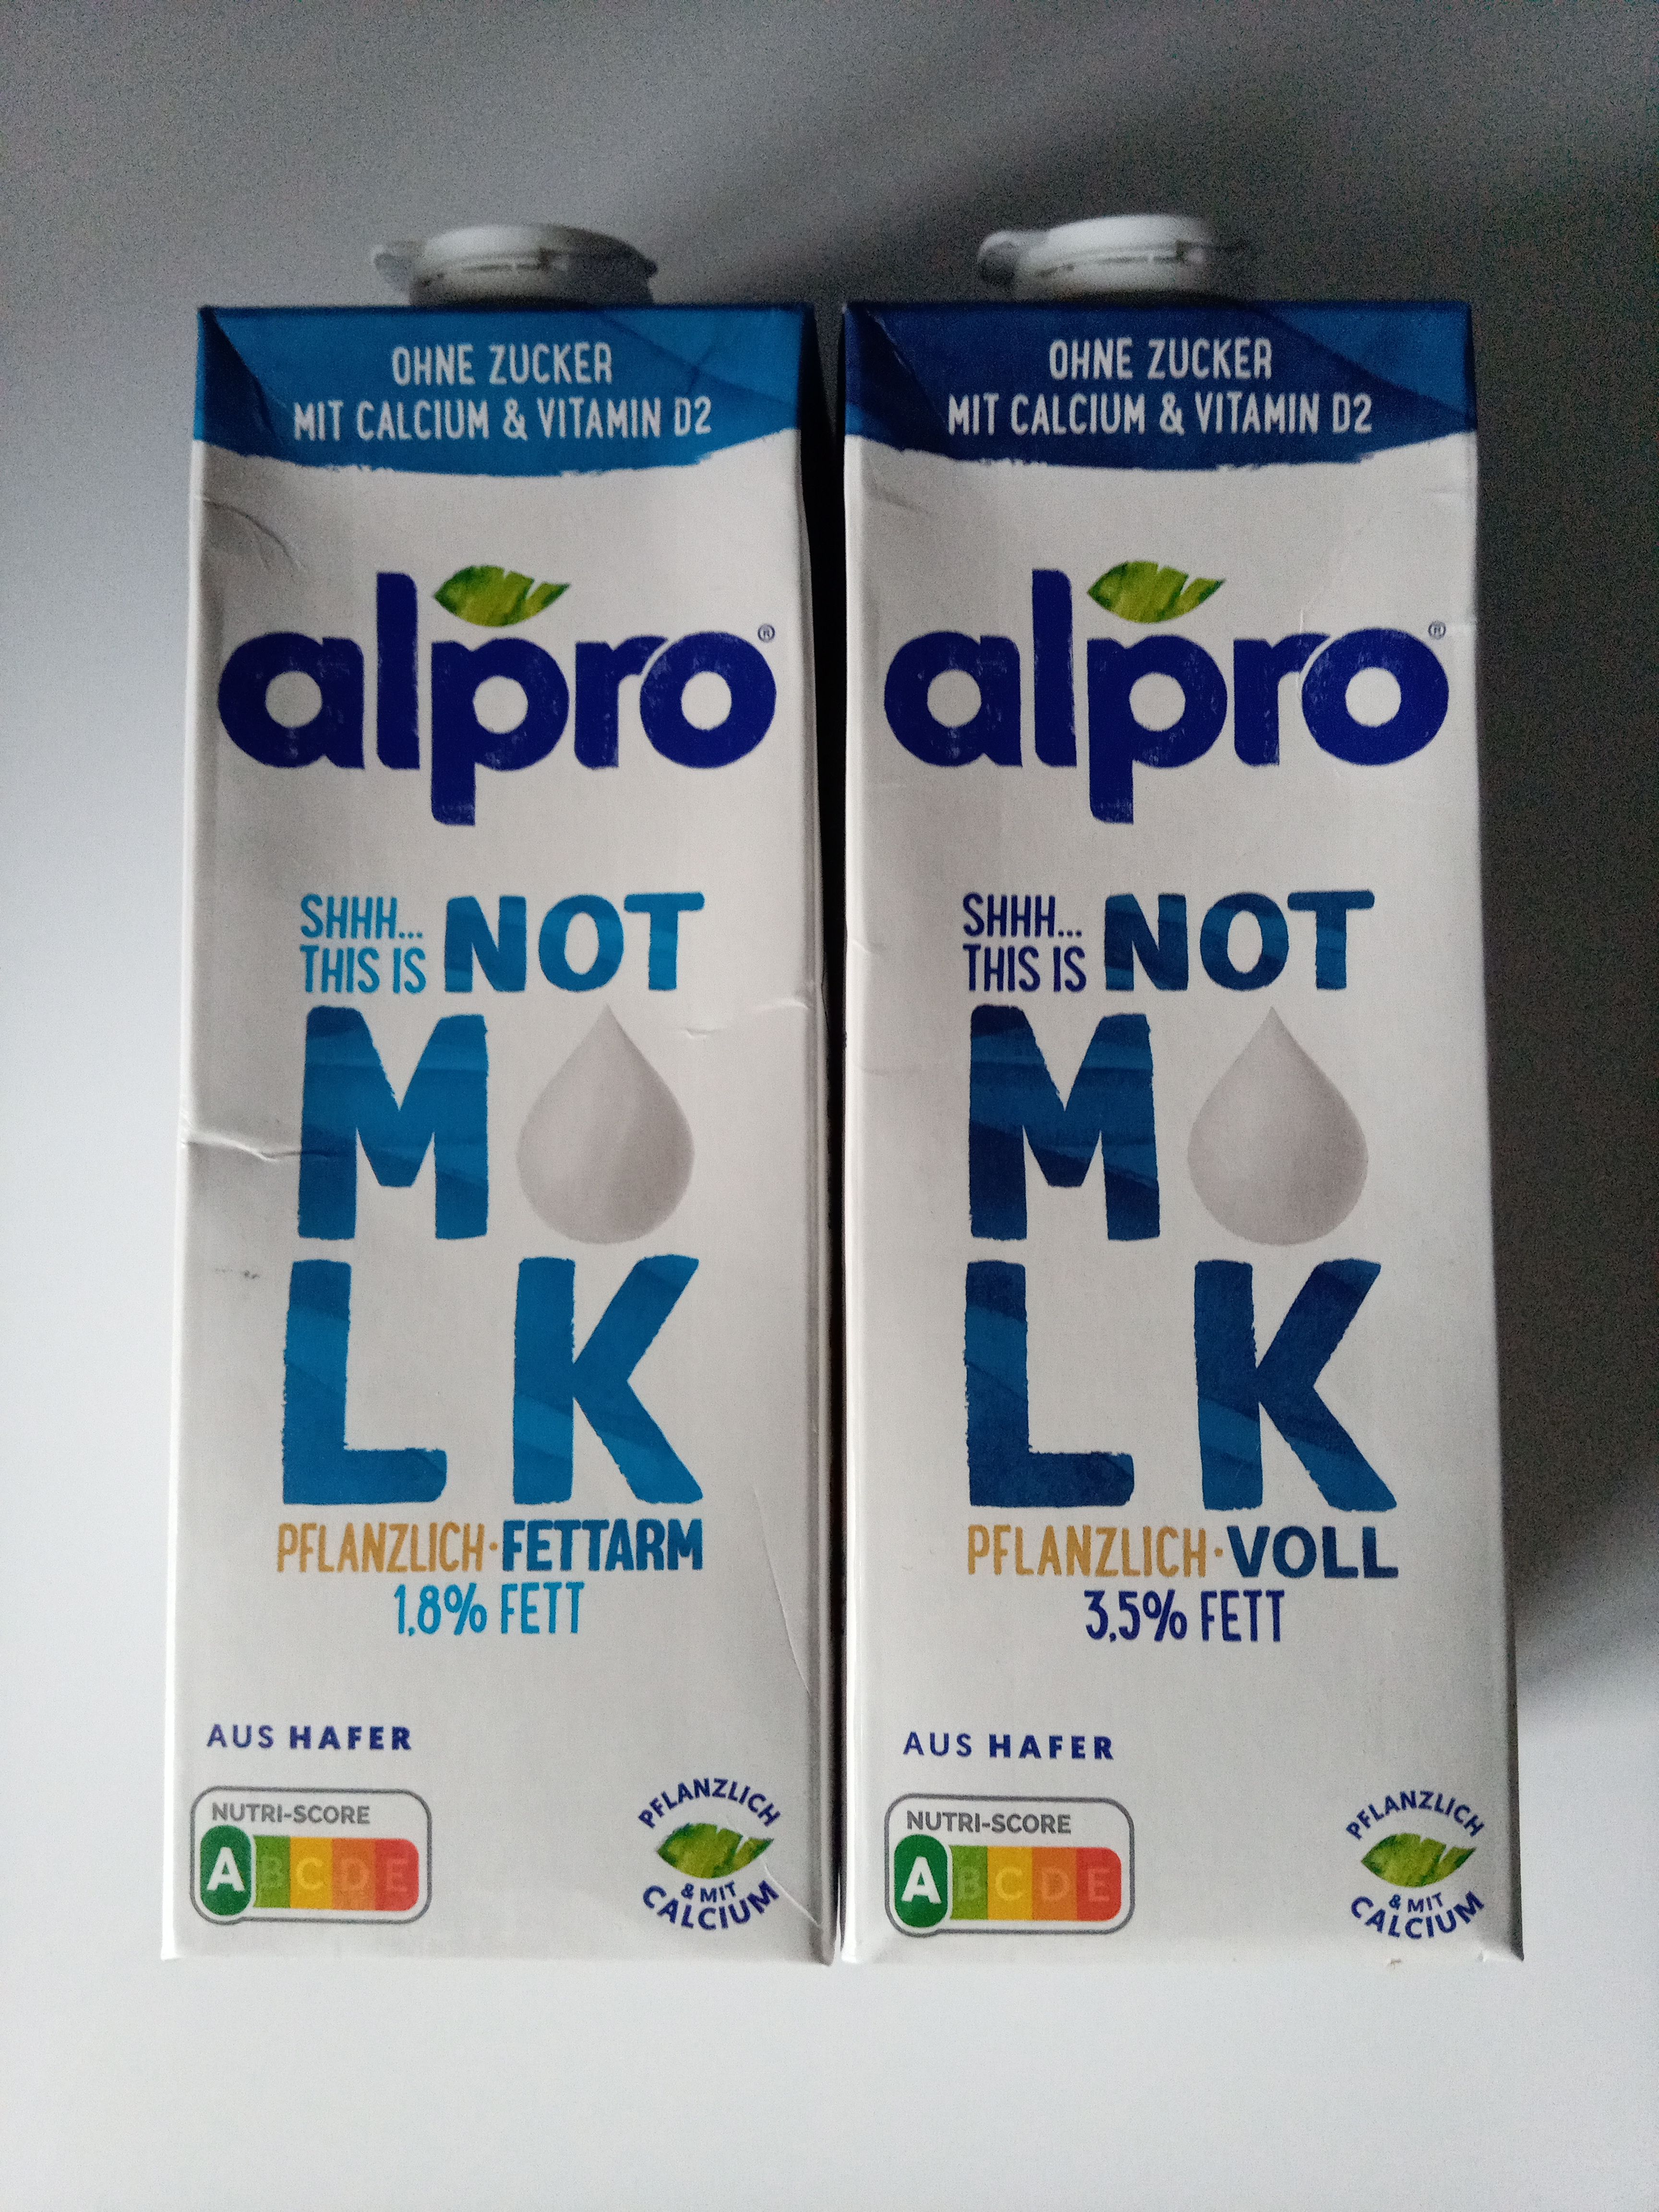 OHNE ZUCKER
MIT CALCIUM & VITAMIN D2
alpro®
SHHH...
THIS IS NOT
M
LK
PFLANZLICH·FETTARM
1,8% FETT
AUS HAFER
NUTRI-SCORE
A B C D E
PFLANZLICH
& MIT
CALCIUM
OHNE ZUCKER
MIT CALCIUM & VITAMIN D2
alpro®
SHHH...
THIS IS NOT
M
LK
PFLANZLICH·VOLL
3,5% FETT
AUS HAFER
NUTRI-SCORE
A B C D E
PFLANZLICH
& MIT
CALCIUM